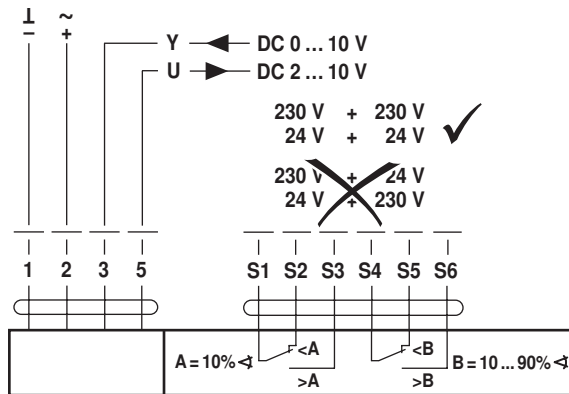 ⊥ ~
− +
Y DC 0 ... 10 V
U DC 2 ... 10 V
230 V + 230 V
24 V + 24 V
230 V + 24 V
24 V + 230 V
1 2 3 5 S1 S2 S3 S4 S5 S6
A = 10% ∢ <A <B B = 10 ... 90% ∢
>A >B